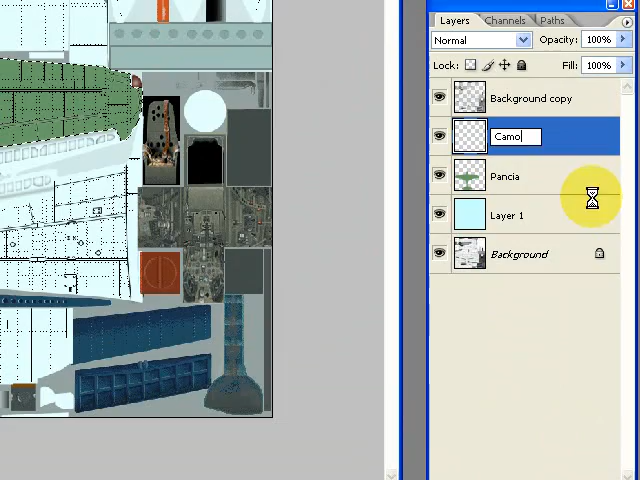 Layers Channels Paths
Normal Opacity: 100%
Lock: Fill: 100%
Background copy
Camo
Pancia
Layer 1
Background